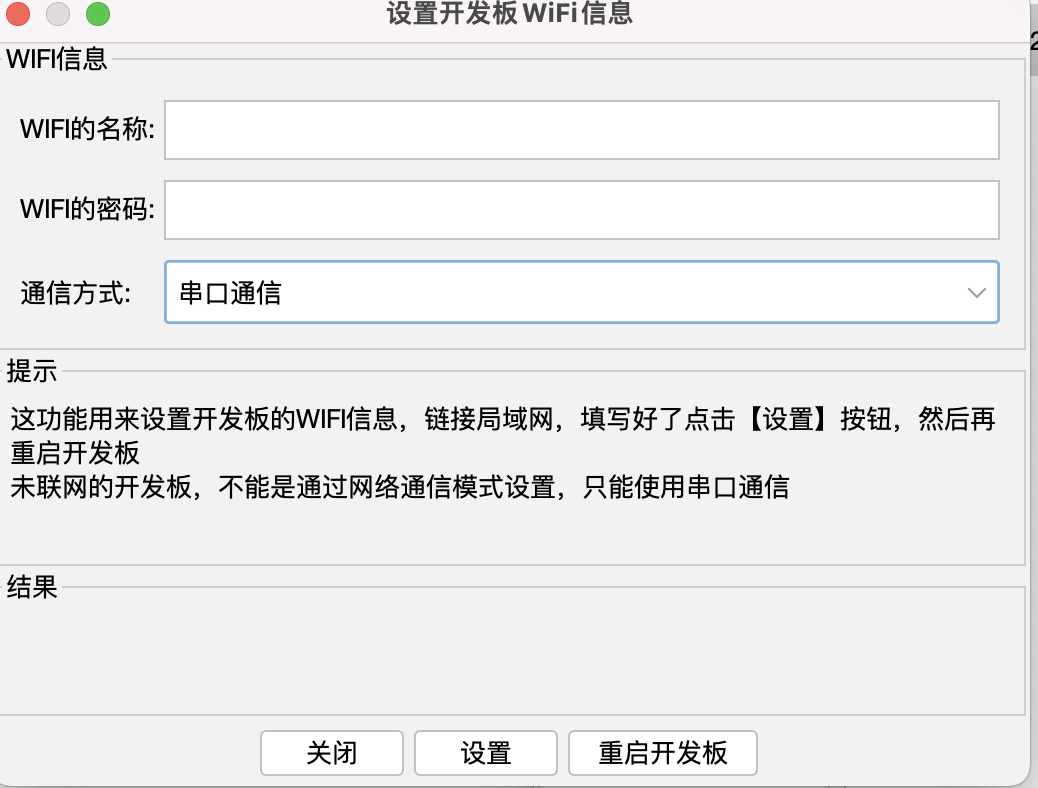 设置开发板WiFi信息
WIFI信息
WIFI的名称:
WIFI的密码:
通信方式:
串口通信
提示
这功能用来设置开发板的WIFI信息，链接局域网，填写好了点击【设置】按钮，然后再
重启开发板
未联网的开发板，不能是通过网络通信模式设置，只能使用串口通信
结果
关闭
设置
重启开发板